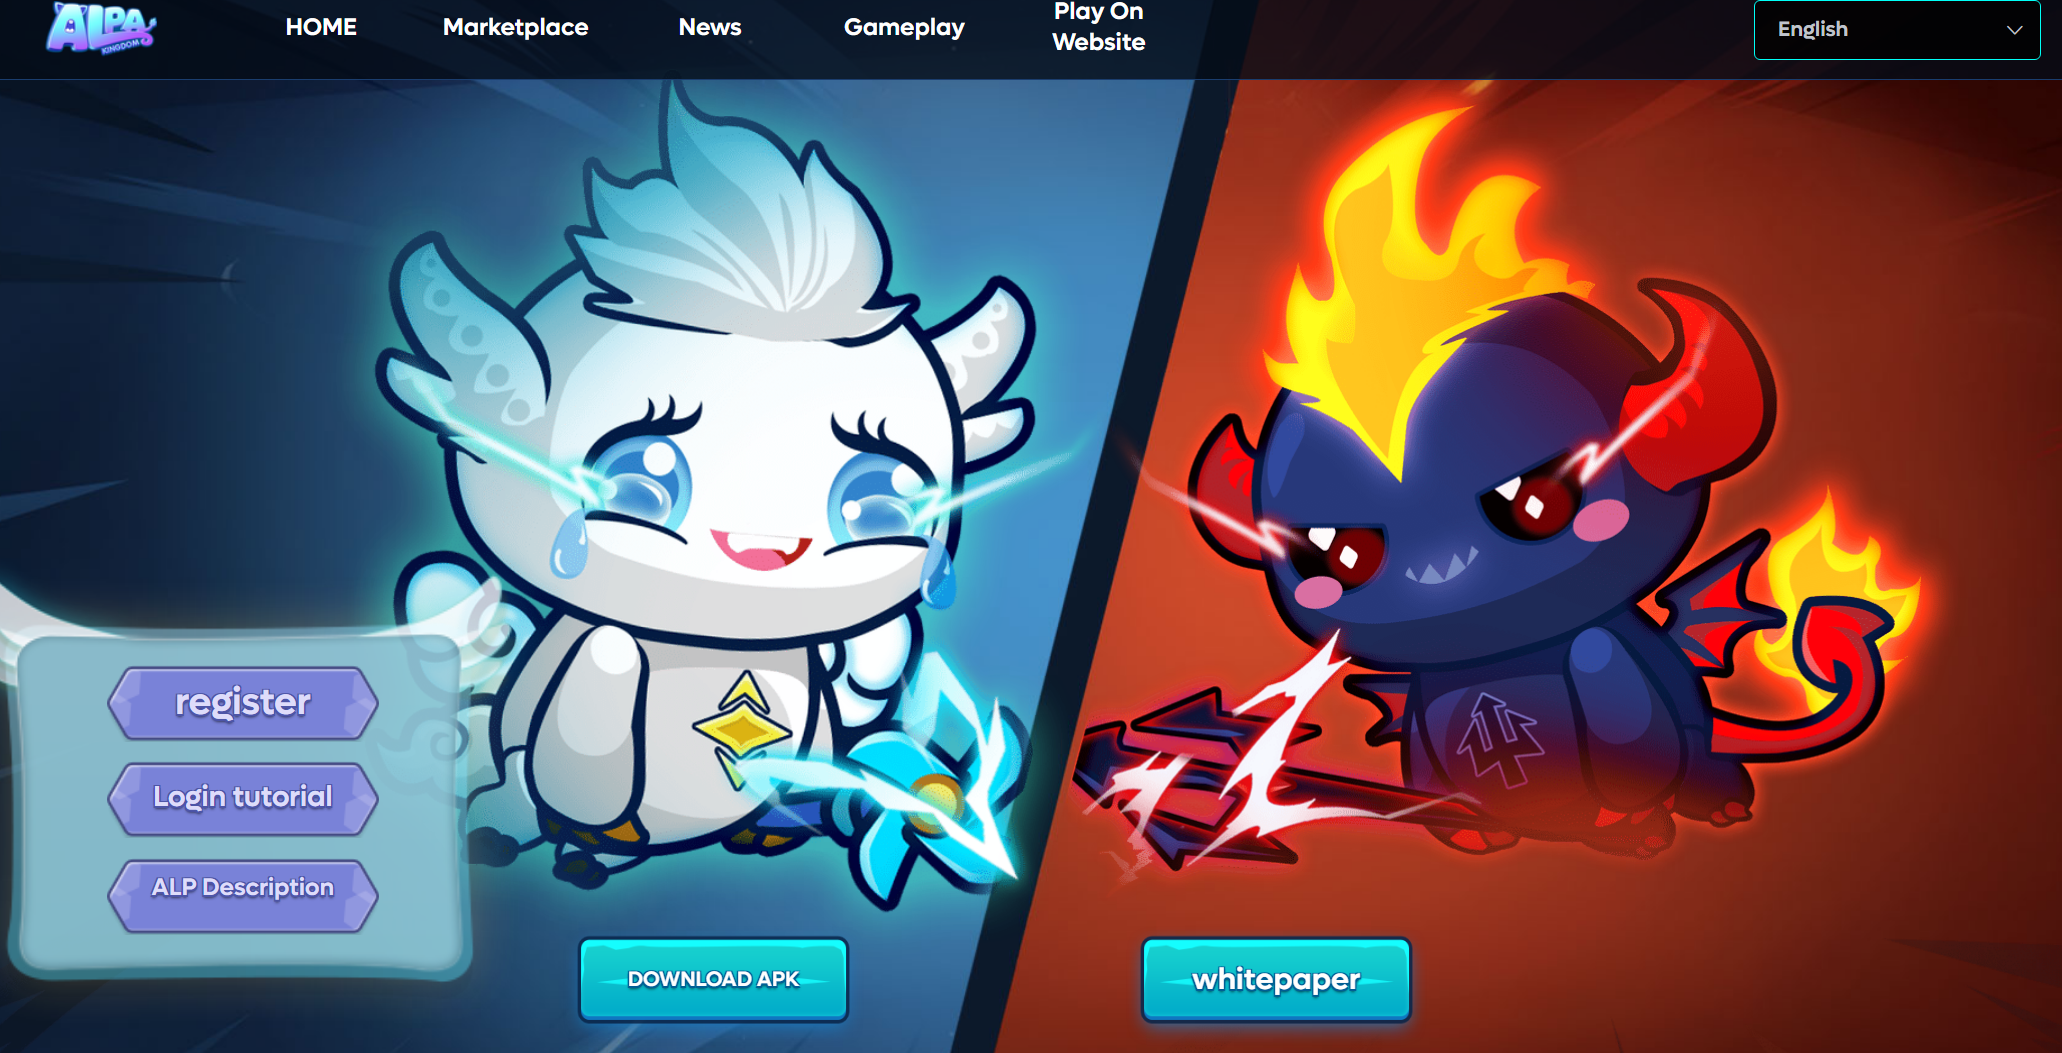 ALPA
KINGDOM
HOME
Marketplace
News
Gameplay
Play On
Website
English
register
Login tutorial
ALP Description
DOWNLOAD APK
whitepaper